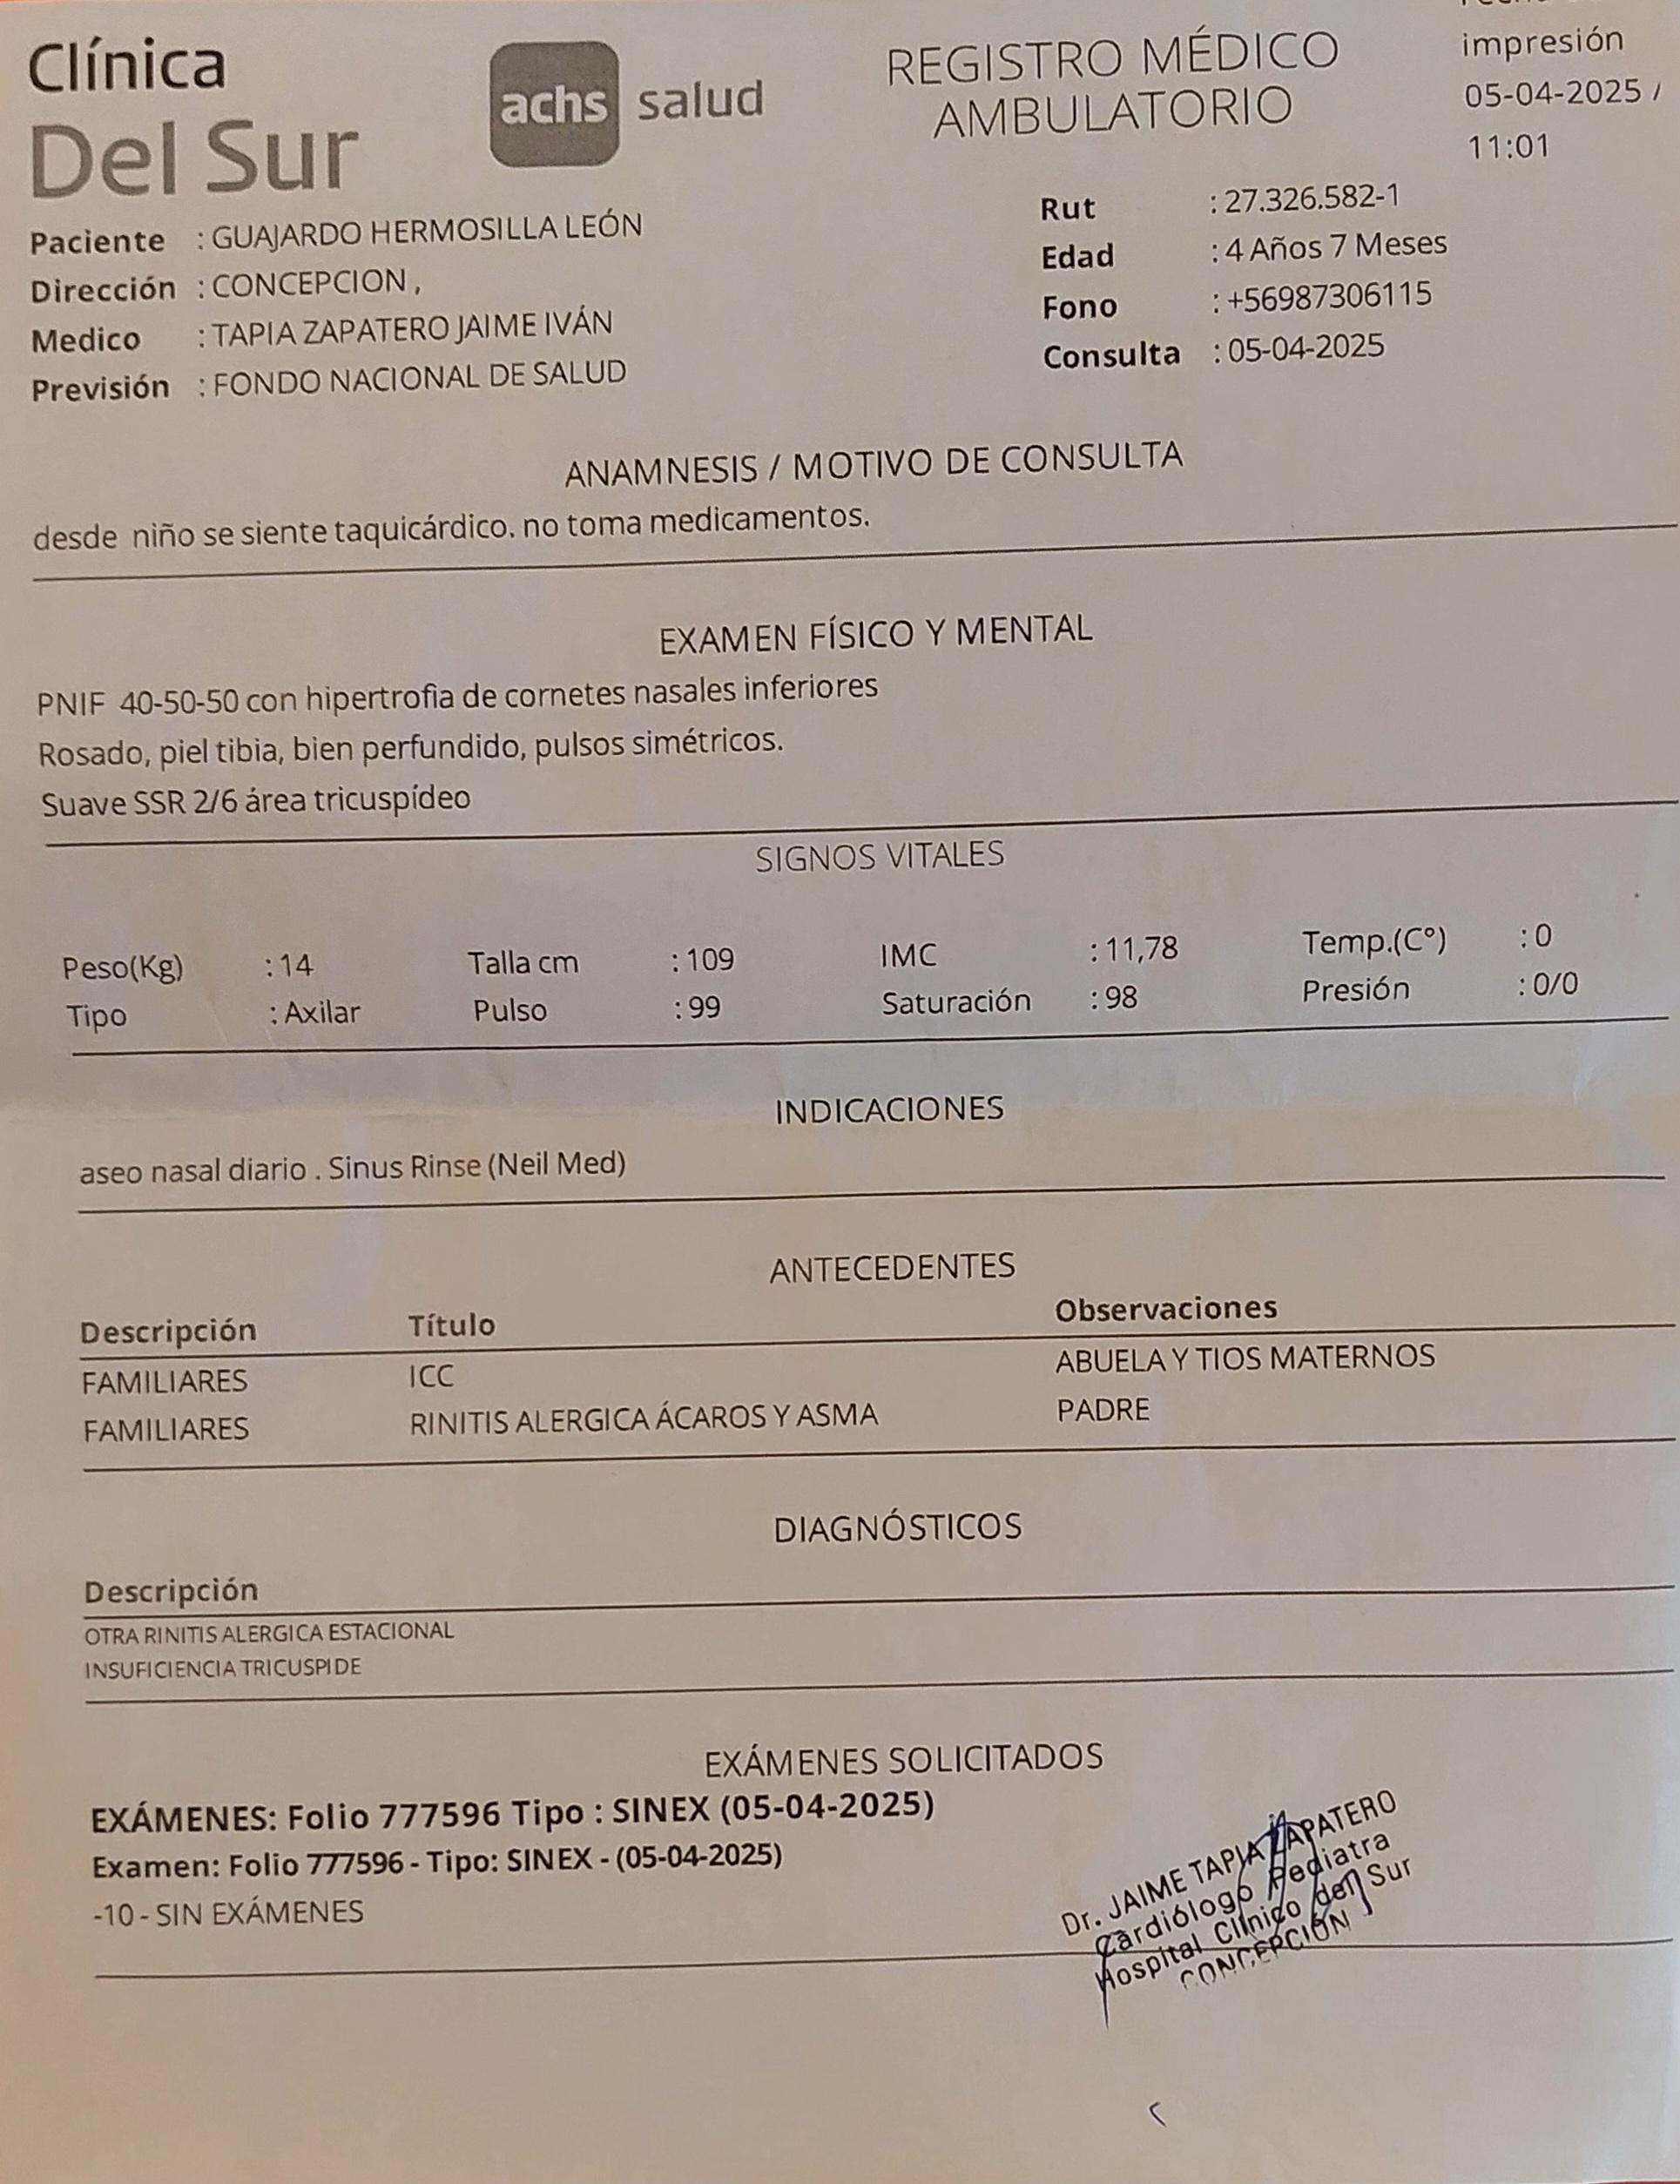 impresión
05-04-2025 /
11:01
Clínica
Del Sur
achs salud
REGISTRO MÉDICO
AMBULATORIO
Paciente : GUAJARDO HERMOSILLA LEÓN
Dirección : CONCEPCION ,
Medico : TAPIA ZAPATERO JAIME IVÁN
Previsión : FONDO NACIONAL DE SALUD
Rut : 27.326.582-1
Edad : 4 Años 7 Meses
Fono : +56987306115
Consulta : 05-04-2025
ANAMNESIS / MOTIVO DE CONSULTA
desde niño se siente taquicárdico. no toma medicamentos.
EXAMEN FÍSICO Y MENTAL
PNIF 40-50-50 con hipertrofia de cornetes nasales inferiores
Rosado, piel tibia, bien perfundido, pulsos simétricos.
Suave SSR 2/6 área tricuspídeo
SIGNOS VITALES
Peso(Kg) : 14 Talla cm : 109 IMC : 11,78 Temp.(C°) : 0
Tipo : Axilar Pulso : 99 Saturación : 98 Presión : 0/0
INDICACIONES
aseo nasal diario . Sinus Rinse (Neil Med)
ANTECEDENTES
Descripción Título Observaciones
FAMILIARES ICC ABUELA Y TIOS MATERNOS
FAMILIARES RINITIS ALERGICA ÁCAROS Y ASMA PADRE
DIAGNÓSTICOS
Descripción
OTRA RINITIS ALERGICA ESTACIONAL
INSUFICIENCIA TRICUSPIDE
EXÁMENES SOLICITADOS
EXÁMENES: Folio 777596 Tipo : SINEX (05-04-2025)
Examen: Folio 777596 - Tipo: SINEX - (05-04-2025)
-10 - SIN EXÁMENES
Dr. JAIME TAPIA ZAPATERO
Cardiólogo Pediatra
Hospital Clínico del Sur
CONCEPCIÓN